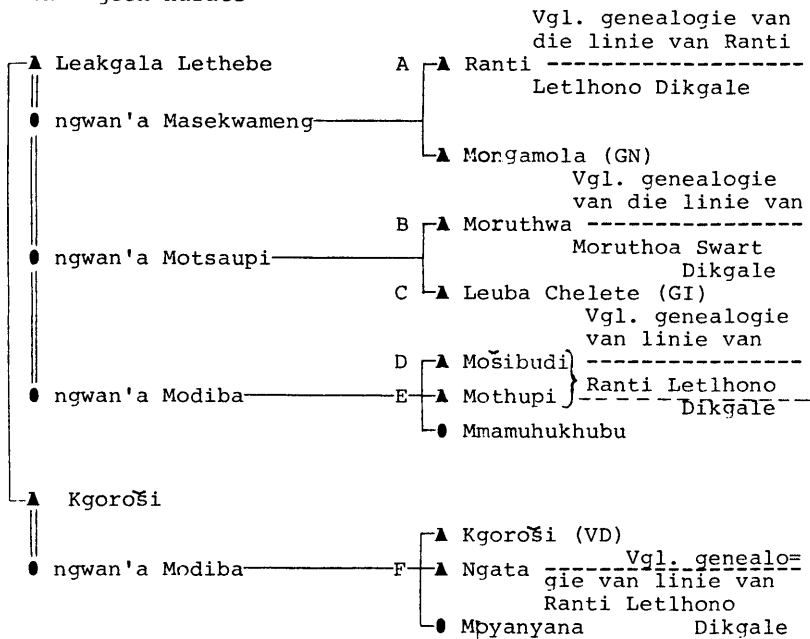 Vgl. genealogie van
die linie van Ranti
Leakgala Lethebe A Ranti
Letlhono Dikgale
ngwan'a Masekwameng
Mongamola (GN)
Vgl. genealogie
van die linie van
B Moruthwa
ngwan'a Motsaupi Moruthoa Swart
Dikgale
C Leuba Chelete (GI)
Vgl. genealogie
van linie van
D Mošibudi
ngwan'a Modiba E Mothupi Ranti Letlhono
Dikgale
Mmamuhukhubu
Kgoroši
Kgoroši (VD)
ngwan'a Modiba F Ngata Vgl. genealo=
gie van linie van
Ranti Letlhono
Mpyanyana Dikgale